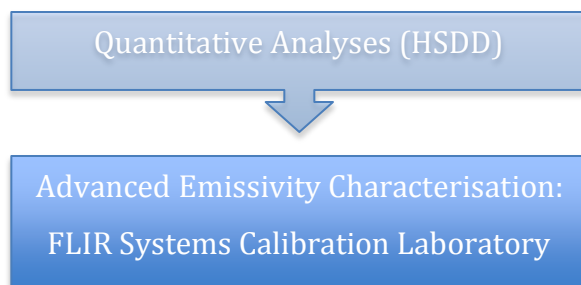 Quantitative Analyses (HSDD)
Advanced Emissivity Characterisation:
FLIR Systems Calibration Laboratory